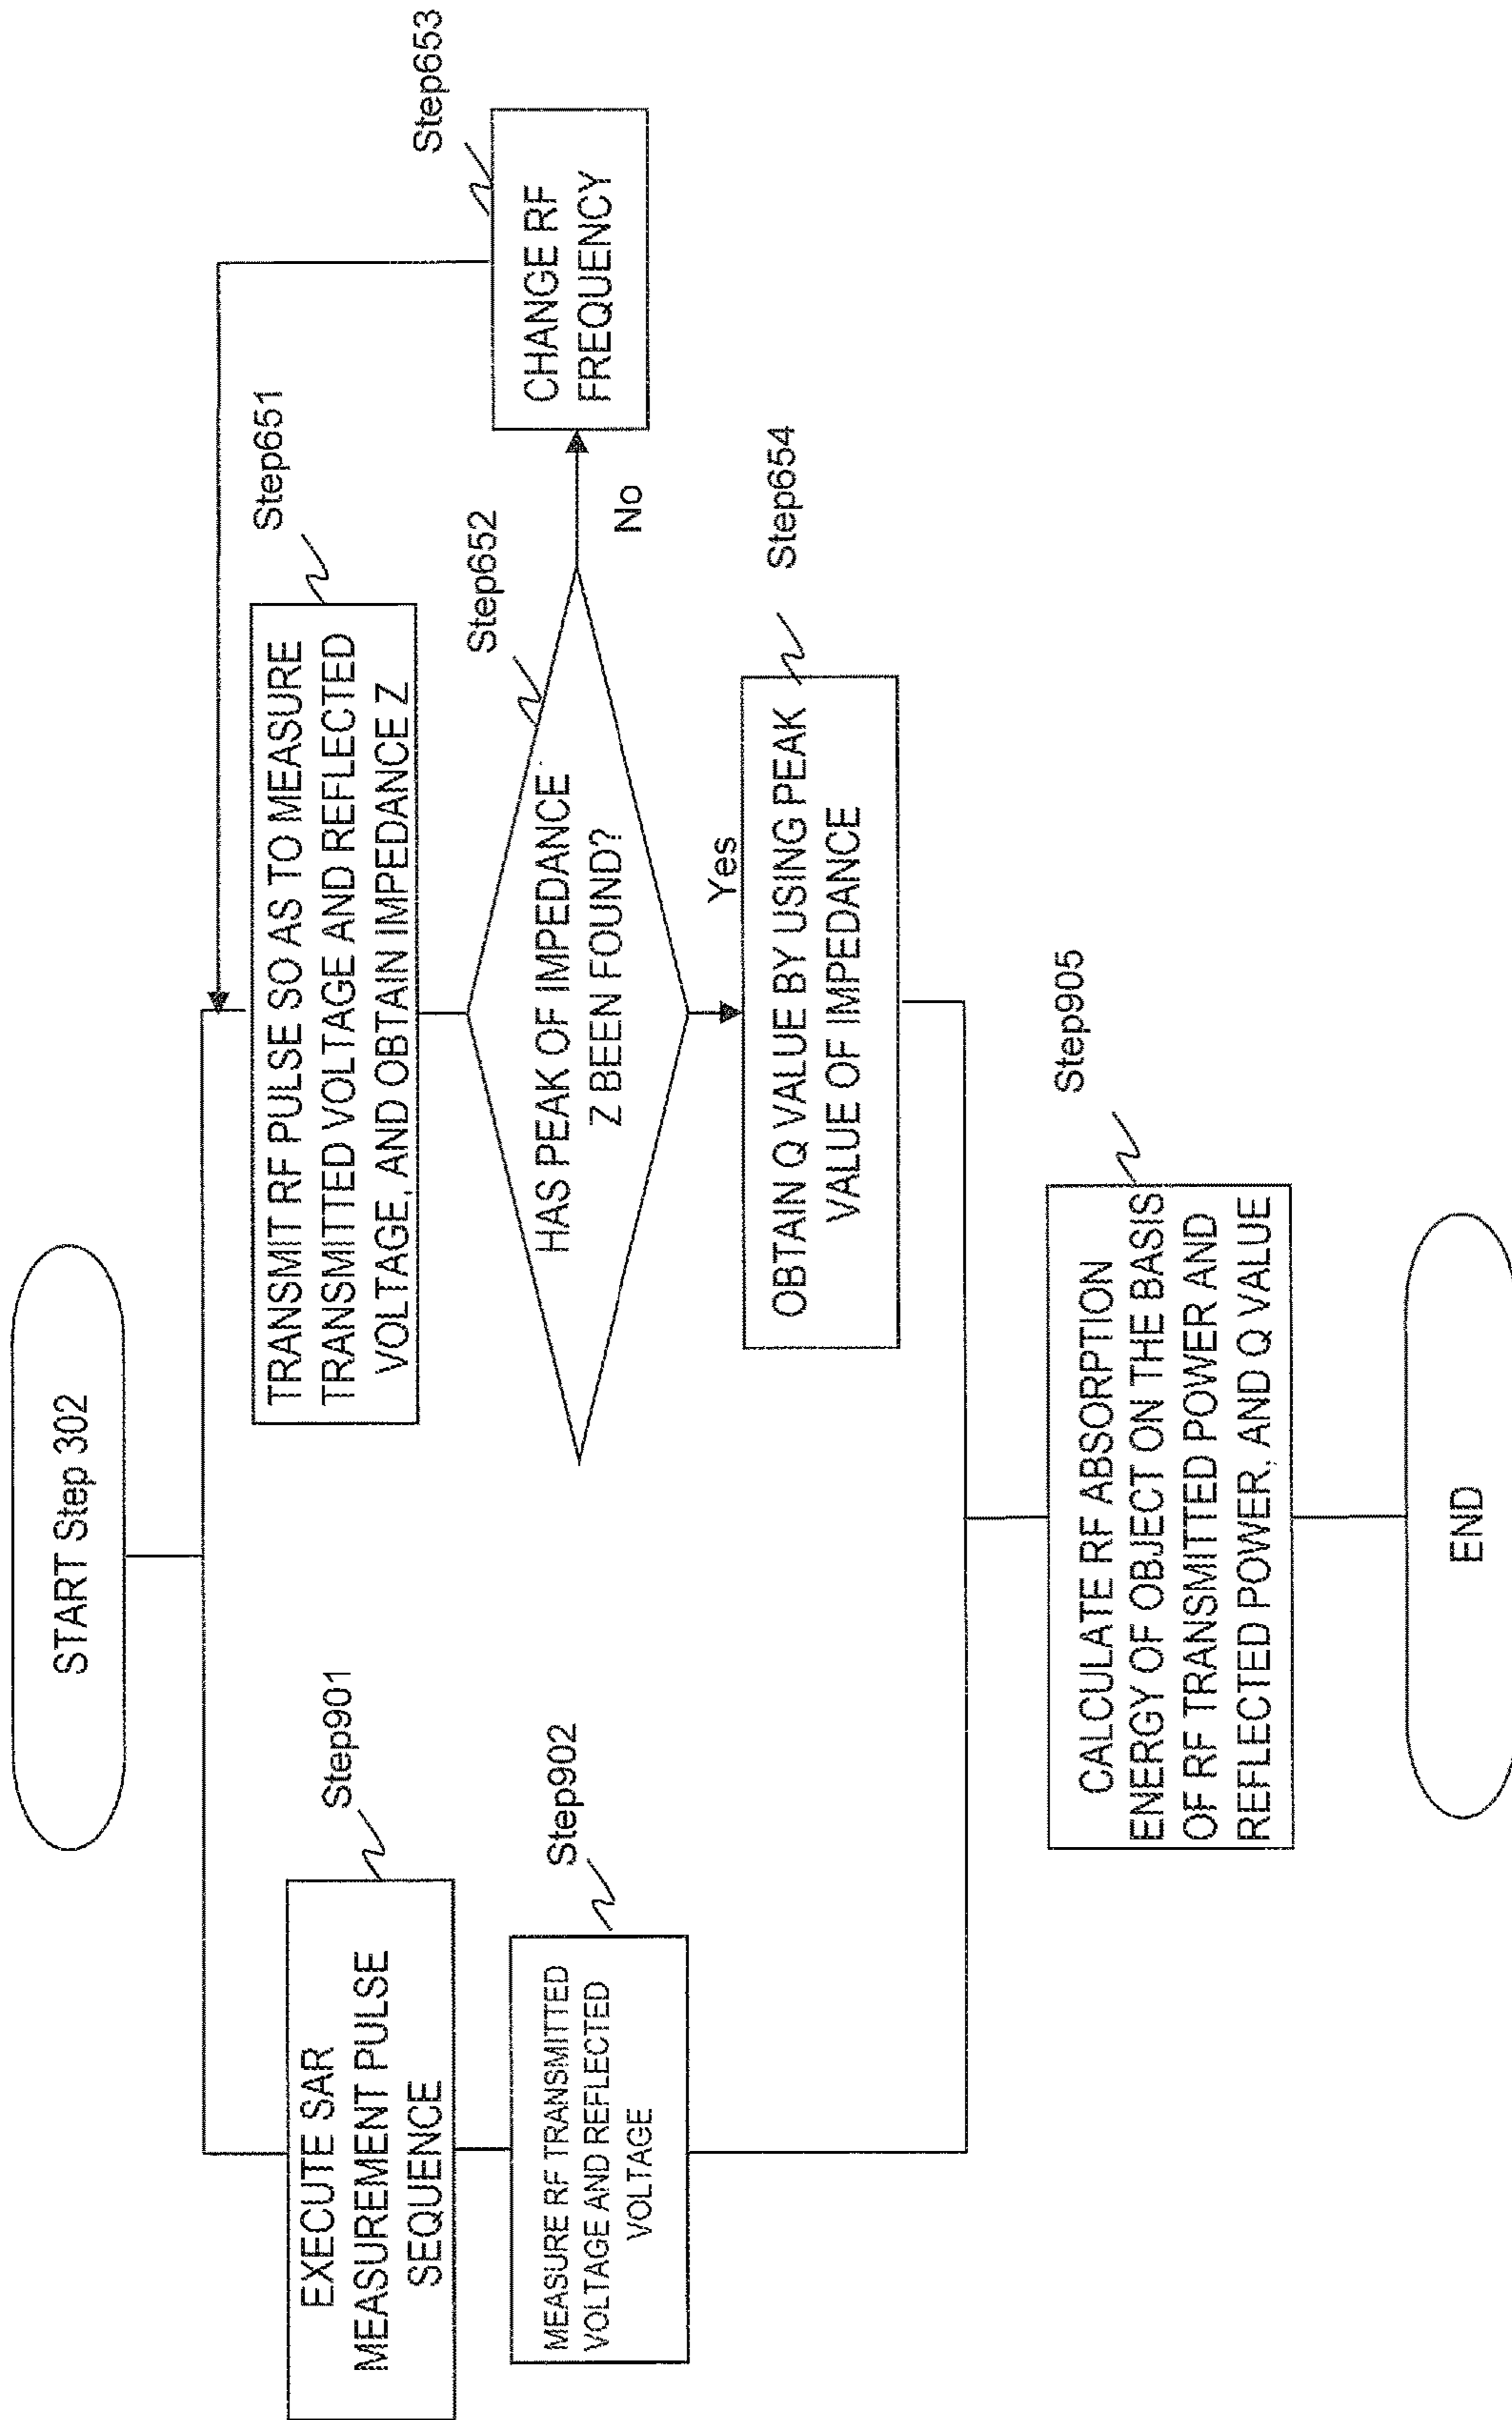 START Step 302
Step901
EXECUTE SAR
MEASUREMENT PULSE
SEQUENCE
Step902
MEASURE RF TRANSMITTED
VOLTAGE AND REFLECTED
VOLTAGE
Step651
TRANSMIT RF PULSE SO AS TO MEASURE
TRANSMITTED VOLTAGE AND REFLECTED
VOLTAGE, AND OBTAIN IMPEDANCE Z
Step652
HAS PEAK OF IMPEDANCE
Z BEEN FOUND?
No
Step653
CHANGE RF
FREQUENCY
Yes
Step654
OBTAIN Q VALUE BY USING PEAK
VALUE OF IMPEDANCE
Step905
CALCULATE RF ABSORPTION
ENERGY OF OBJECT ON THE BASIS
OF RF TRANSMITTED POWER AND
REFLECTED POWER, AND Q VALUE
END